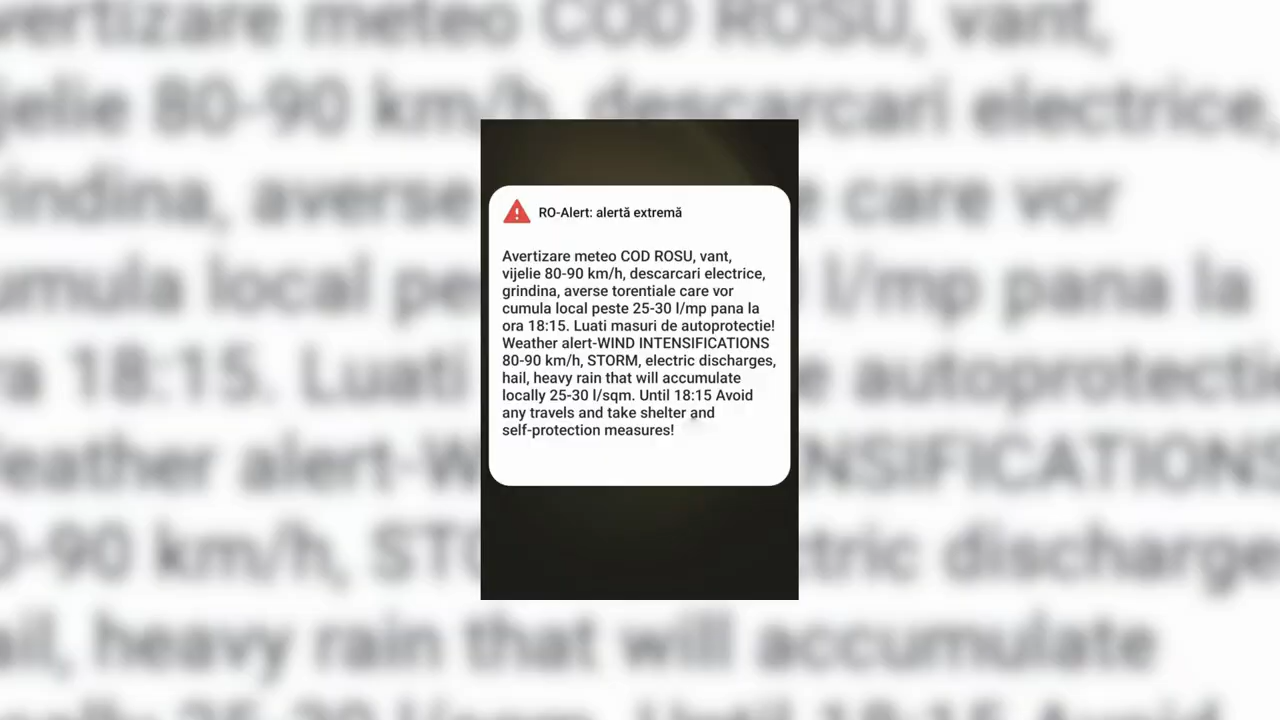 RO-Alert: alertă extremă
Avertizare meteo COD ROSU, vant,
vijelie 80-90 km/h, descarcari electrice,
grindina, averse torentiale care vor
cumula local peste 25-30 l/mp pana la
ora 18:15. Luati masuri de autoprotectie!
Weather alert-WIND INTENSIFICATIONS
80-90 km/h, STORM, electric discharges,
hail, heavy rain that will accumulate
locally 25-30 l/sqm. Until 18:15 Avoid
any travels and take shelter and
self-protection measures!